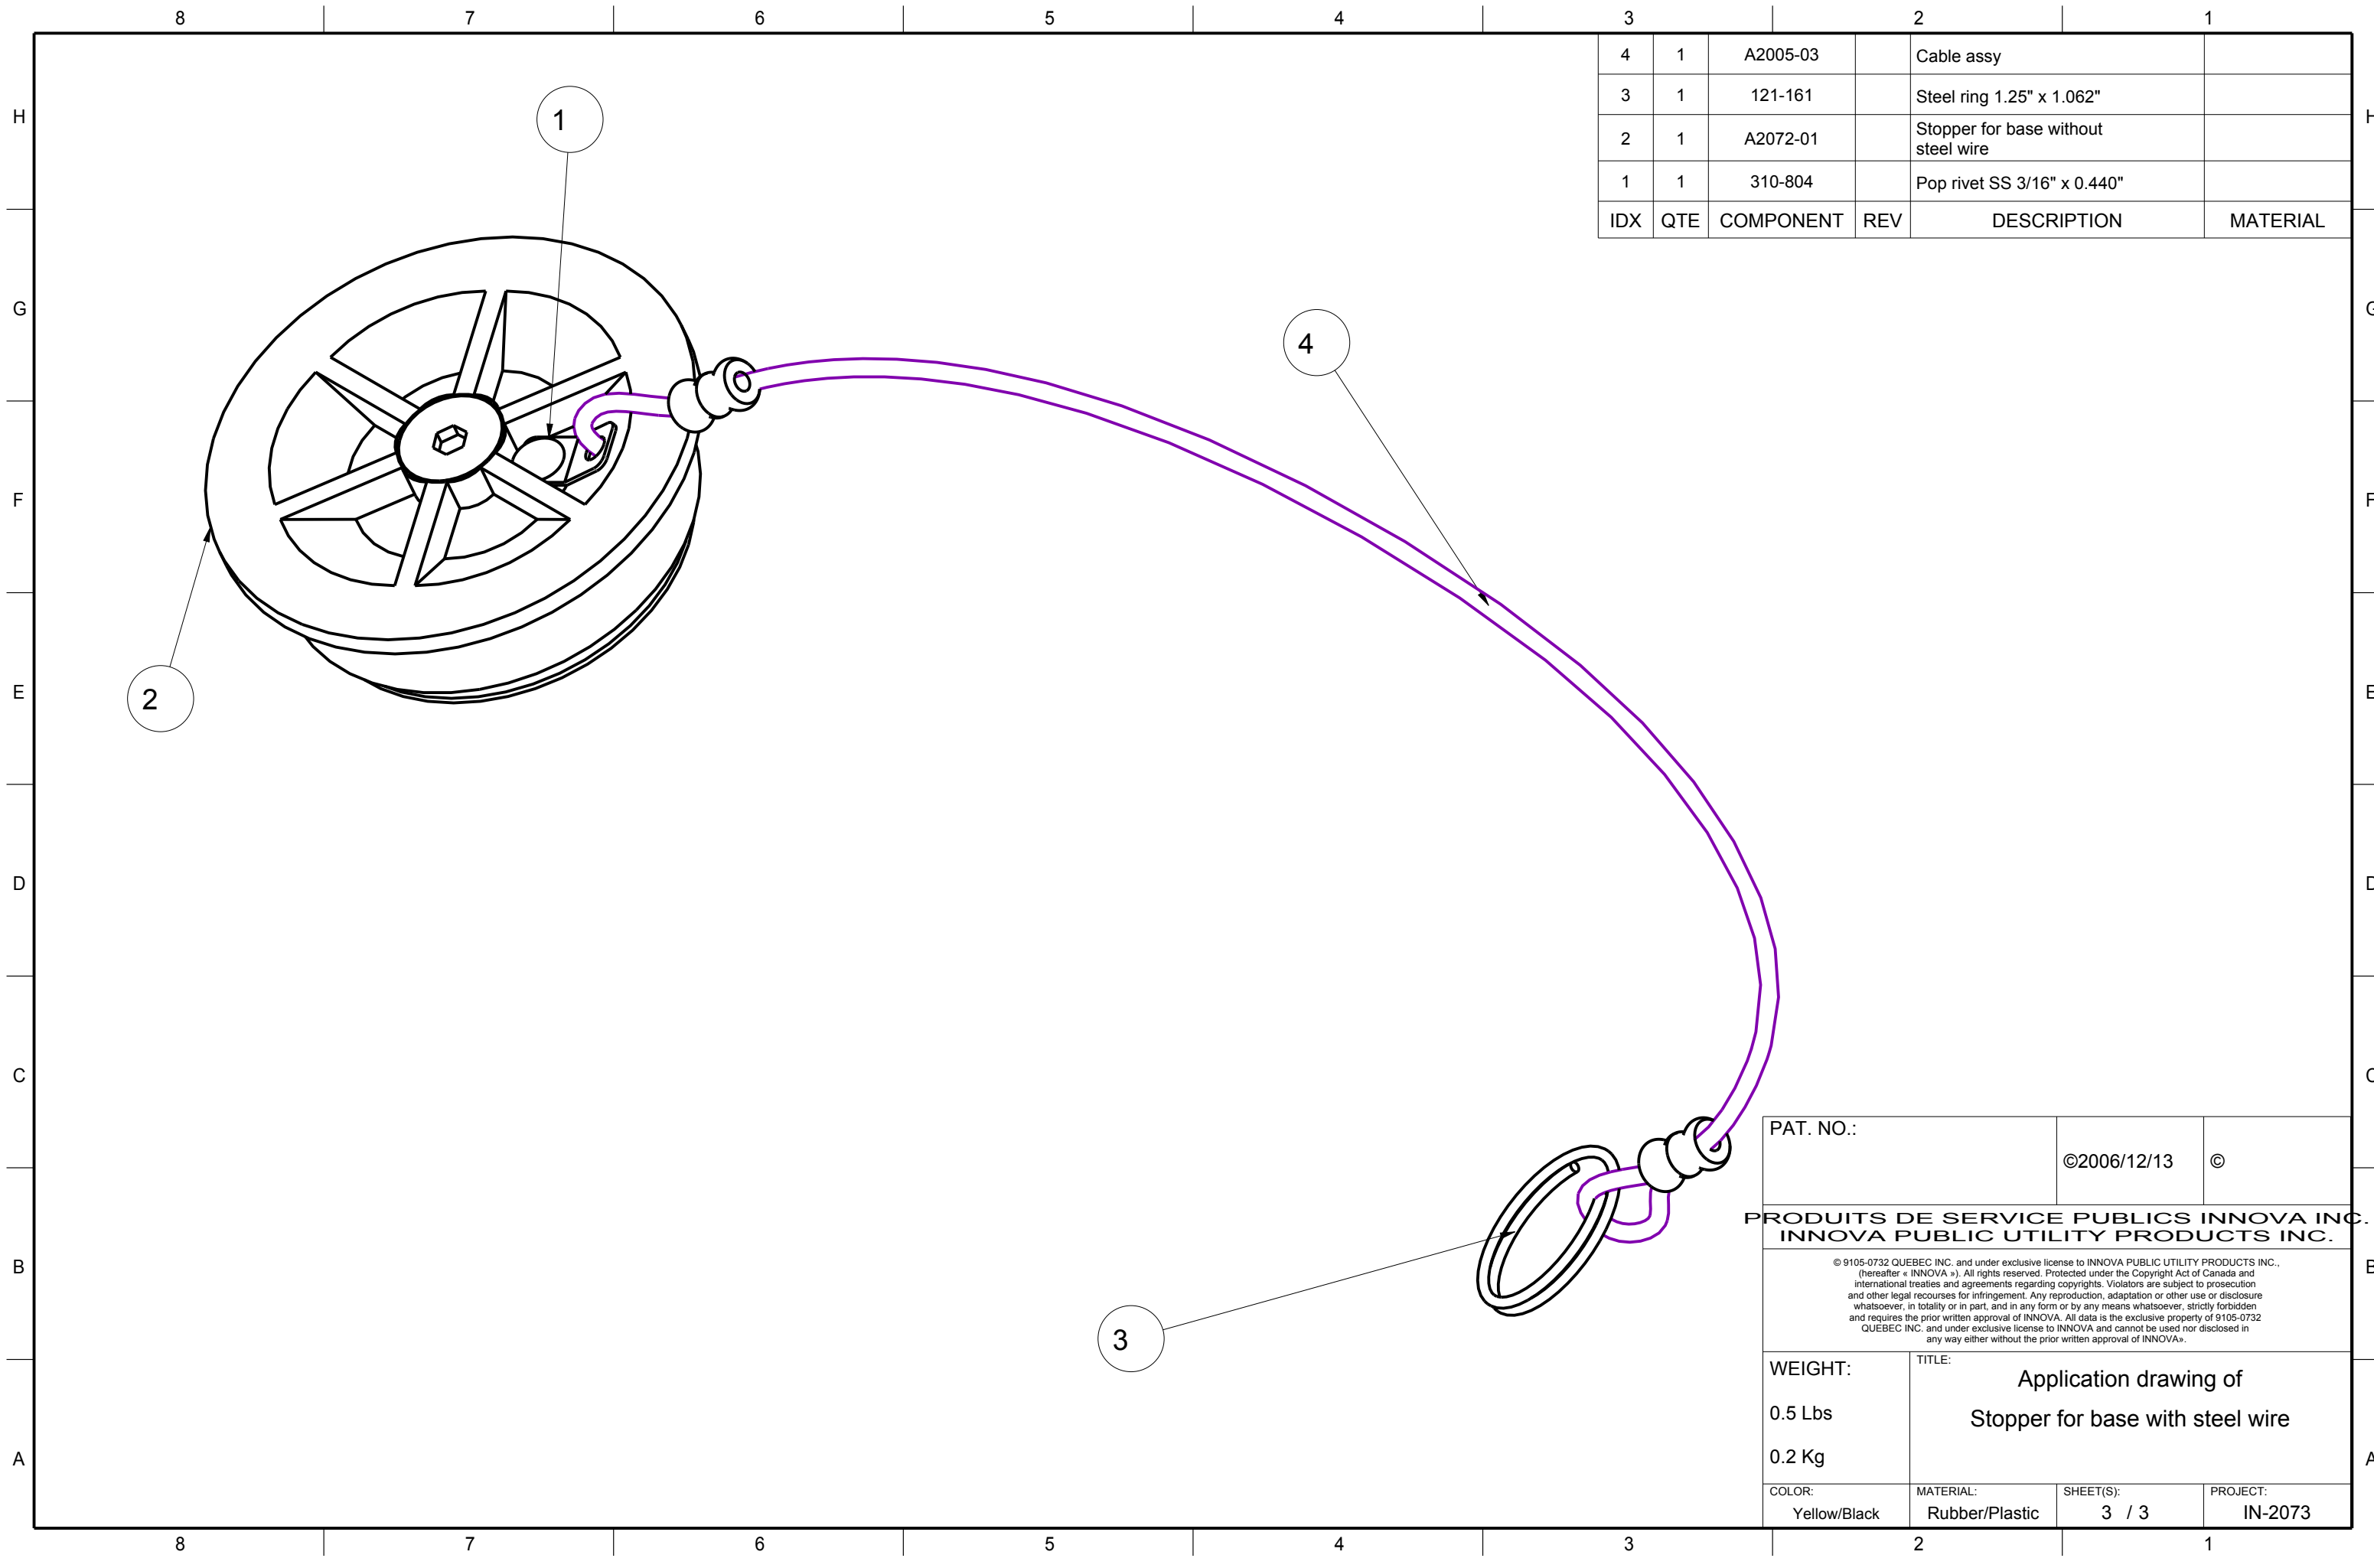 8 7 6 5 4 3 2 1
4 1 A2005-03 Cable assy
3 1 121-161 Steel ring 1.25" x 1.062"
2 1 A2072-01 Stopper for base without
steel wire
1 1 310-804 Pop rivet SS 3/16" x 0.440"
IDX QTE COMPONENT REV DESCRIPTION MATERIAL
H H
G G
F F
E E
D D
C C
B B
A A
1
4
2
3
PAT. NO.:
©2006/12/13 ©
PRODUITS DE SERVICE PUBLICS INNOVA INC.
INNOVA PUBLIC UTILITY PRODUCTS INC.
© 9105-0732 QUEBEC INC. and under exclusive license to INNOVA PUBLIC UTILITY PRODUCTS INC.,
(hereafter « INNOVA »). All rights reserved. Protected under the Copyright Act of Canada and
international treaties and agreements regarding copyrights. Violators are subject to prosecution
and other legal recourses for infringement. Any reproduction, adaptation or other use or disclosure
whatsoever, in totality or in part, and in any form or by any means whatsoever, strictly forbidden
and requires the prior written approval of INNOVA. All data is the exclusive property of 9105-0732
QUEBEC INC. and under exclusive license to INNOVA and cannot be used nor disclosed in
any way either without the prior written approval of INNOVA».
WEIGHT:
0.5 Lbs
0.2 Kg
TITLE:
Application drawing of
Stopper for base with steel wire
COLOR:
Yellow/Black
MATERIAL:
Rubber/Plastic
SHEET(S):
3 / 3
PROJECT:
IN-2073
8 7 6 5 4 3 2 1